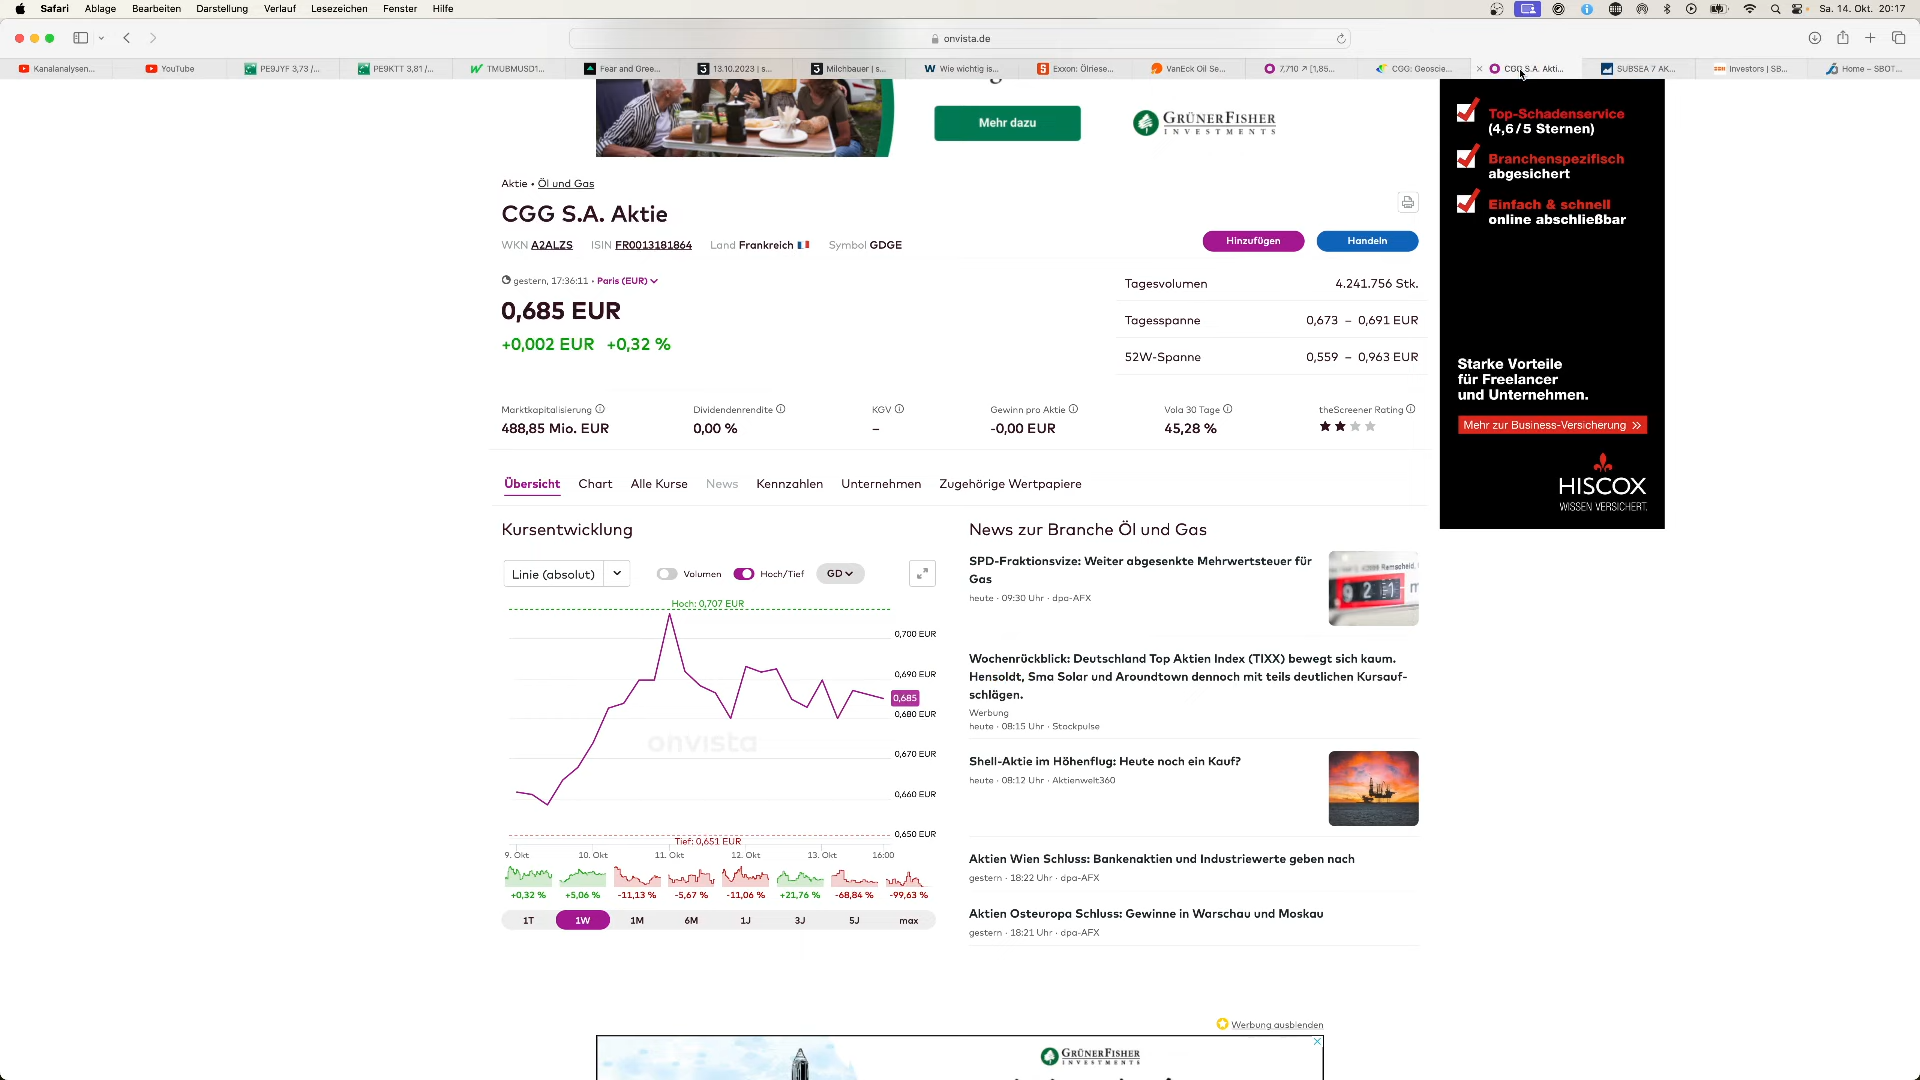 Safari Ablage Bearbeiten Darstellung Verlauf Lesezeichen Fenster Hilfe
Sa. 14. Okt. 20:17
onvista.de
Kanalanalysen...
YouTube
PE9JYF 3,73 /...
PE9KTT 3,81 /...
TMUBMUSD1...
Fear and Gree...
13.10.2023 | s...
Milchbauer | s...
Wie wichtig is...
Exxon: Ölriese...
VanEck Oil Se...
7,710 ↗ [1,85...
CGG: Geoscie...
CGG S.A. Akti...
SUBSEA 7 AK...
Investors | SB...
Home – SBOT...
Mehr dazu
GRÜNERFISHER
INVESTMENTS
Top-Schadenservice
(4,6/5 Sternen)
Branchenspezifisch
abgesichert
Einfach & schnell
online abschließbar
Starke Vorteile
für Freelancer
und Unternehmen.
Mehr zur Business-Versicherung
HISCOX
WISSEN VERSICHERT.
Aktie • Öl und Gas
CGG S.A. Aktie
WKN A2ALZS ISIN FR0013181864 Land Frankreich Symbol GDGE
Hinzufügen
Handeln
gestern, 17:36:11 • Paris (EUR)
0,685 EUR
+0,002 EUR +0,32 %
Tagesvolumen 4.241.756 Stk.
Tagesspanne 0,673 – 0,691 EUR
52W-Spanne 0,559 – 0,963 EUR
Marktkapitalisierung
488,85 Mio. EUR
Dividendenrendite
0,00 %
KGV
–
Gewinn pro Aktie
-0,00 EUR
Vola 30 Tage
45,28 %
theScreener Rating
Übersicht Chart Alle Kurse News Kennzahlen Unternehmen Zugehörige Wertpapiere
Kursentwicklung
Linie (absolut)
Volumen
Hoch/Tief
GD
Hoch: 0,707 EUR
0,700 EUR
0,690 EUR
0,685
0,680 EUR
onvista
0,670 EUR
0,660 EUR
0,650 EUR
Tief: 0,651 EUR
9. Okt 10. Okt 11. Okt 12. Okt 13. Okt 16:00
+0,32 % +5,06 % -11,13 % -5,67 % -11,06 % +21,76 % -68,84 % -99,63 %
1T 1W 1M 6M 1J 3J 5J max
News zur Branche Öl und Gas
SPD-Fraktionsvize: Weiter abgesenkte Mehrwertsteuer für
Gas
heute · 09:30 Uhr · dpa-AFX
Wochenrückblick: Deutschland Top Aktien Index (TIXX) bewegt sich kaum.
Hensoldt, Sma Solar und Aroundtown dennoch mit teils deutlichen Kursauf-
schlägen.
Werbung
heute · 08:15 Uhr · Stockpulse
Shell-Aktie im Höhenflug: Heute noch ein Kauf?
heute · 08:12 Uhr · Aktienwelt360
Aktien Wien Schluss: Bankenaktien und Industriewerte geben nach
gestern · 18:22 Uhr · dpa-AFX
Aktien Osteuropa Schluss: Gewinne in Warschau und Moskau
gestern · 18:21 Uhr · dpa-AFX
Werbung ausblenden
GRÜNERFISHER
INVESTMENTS